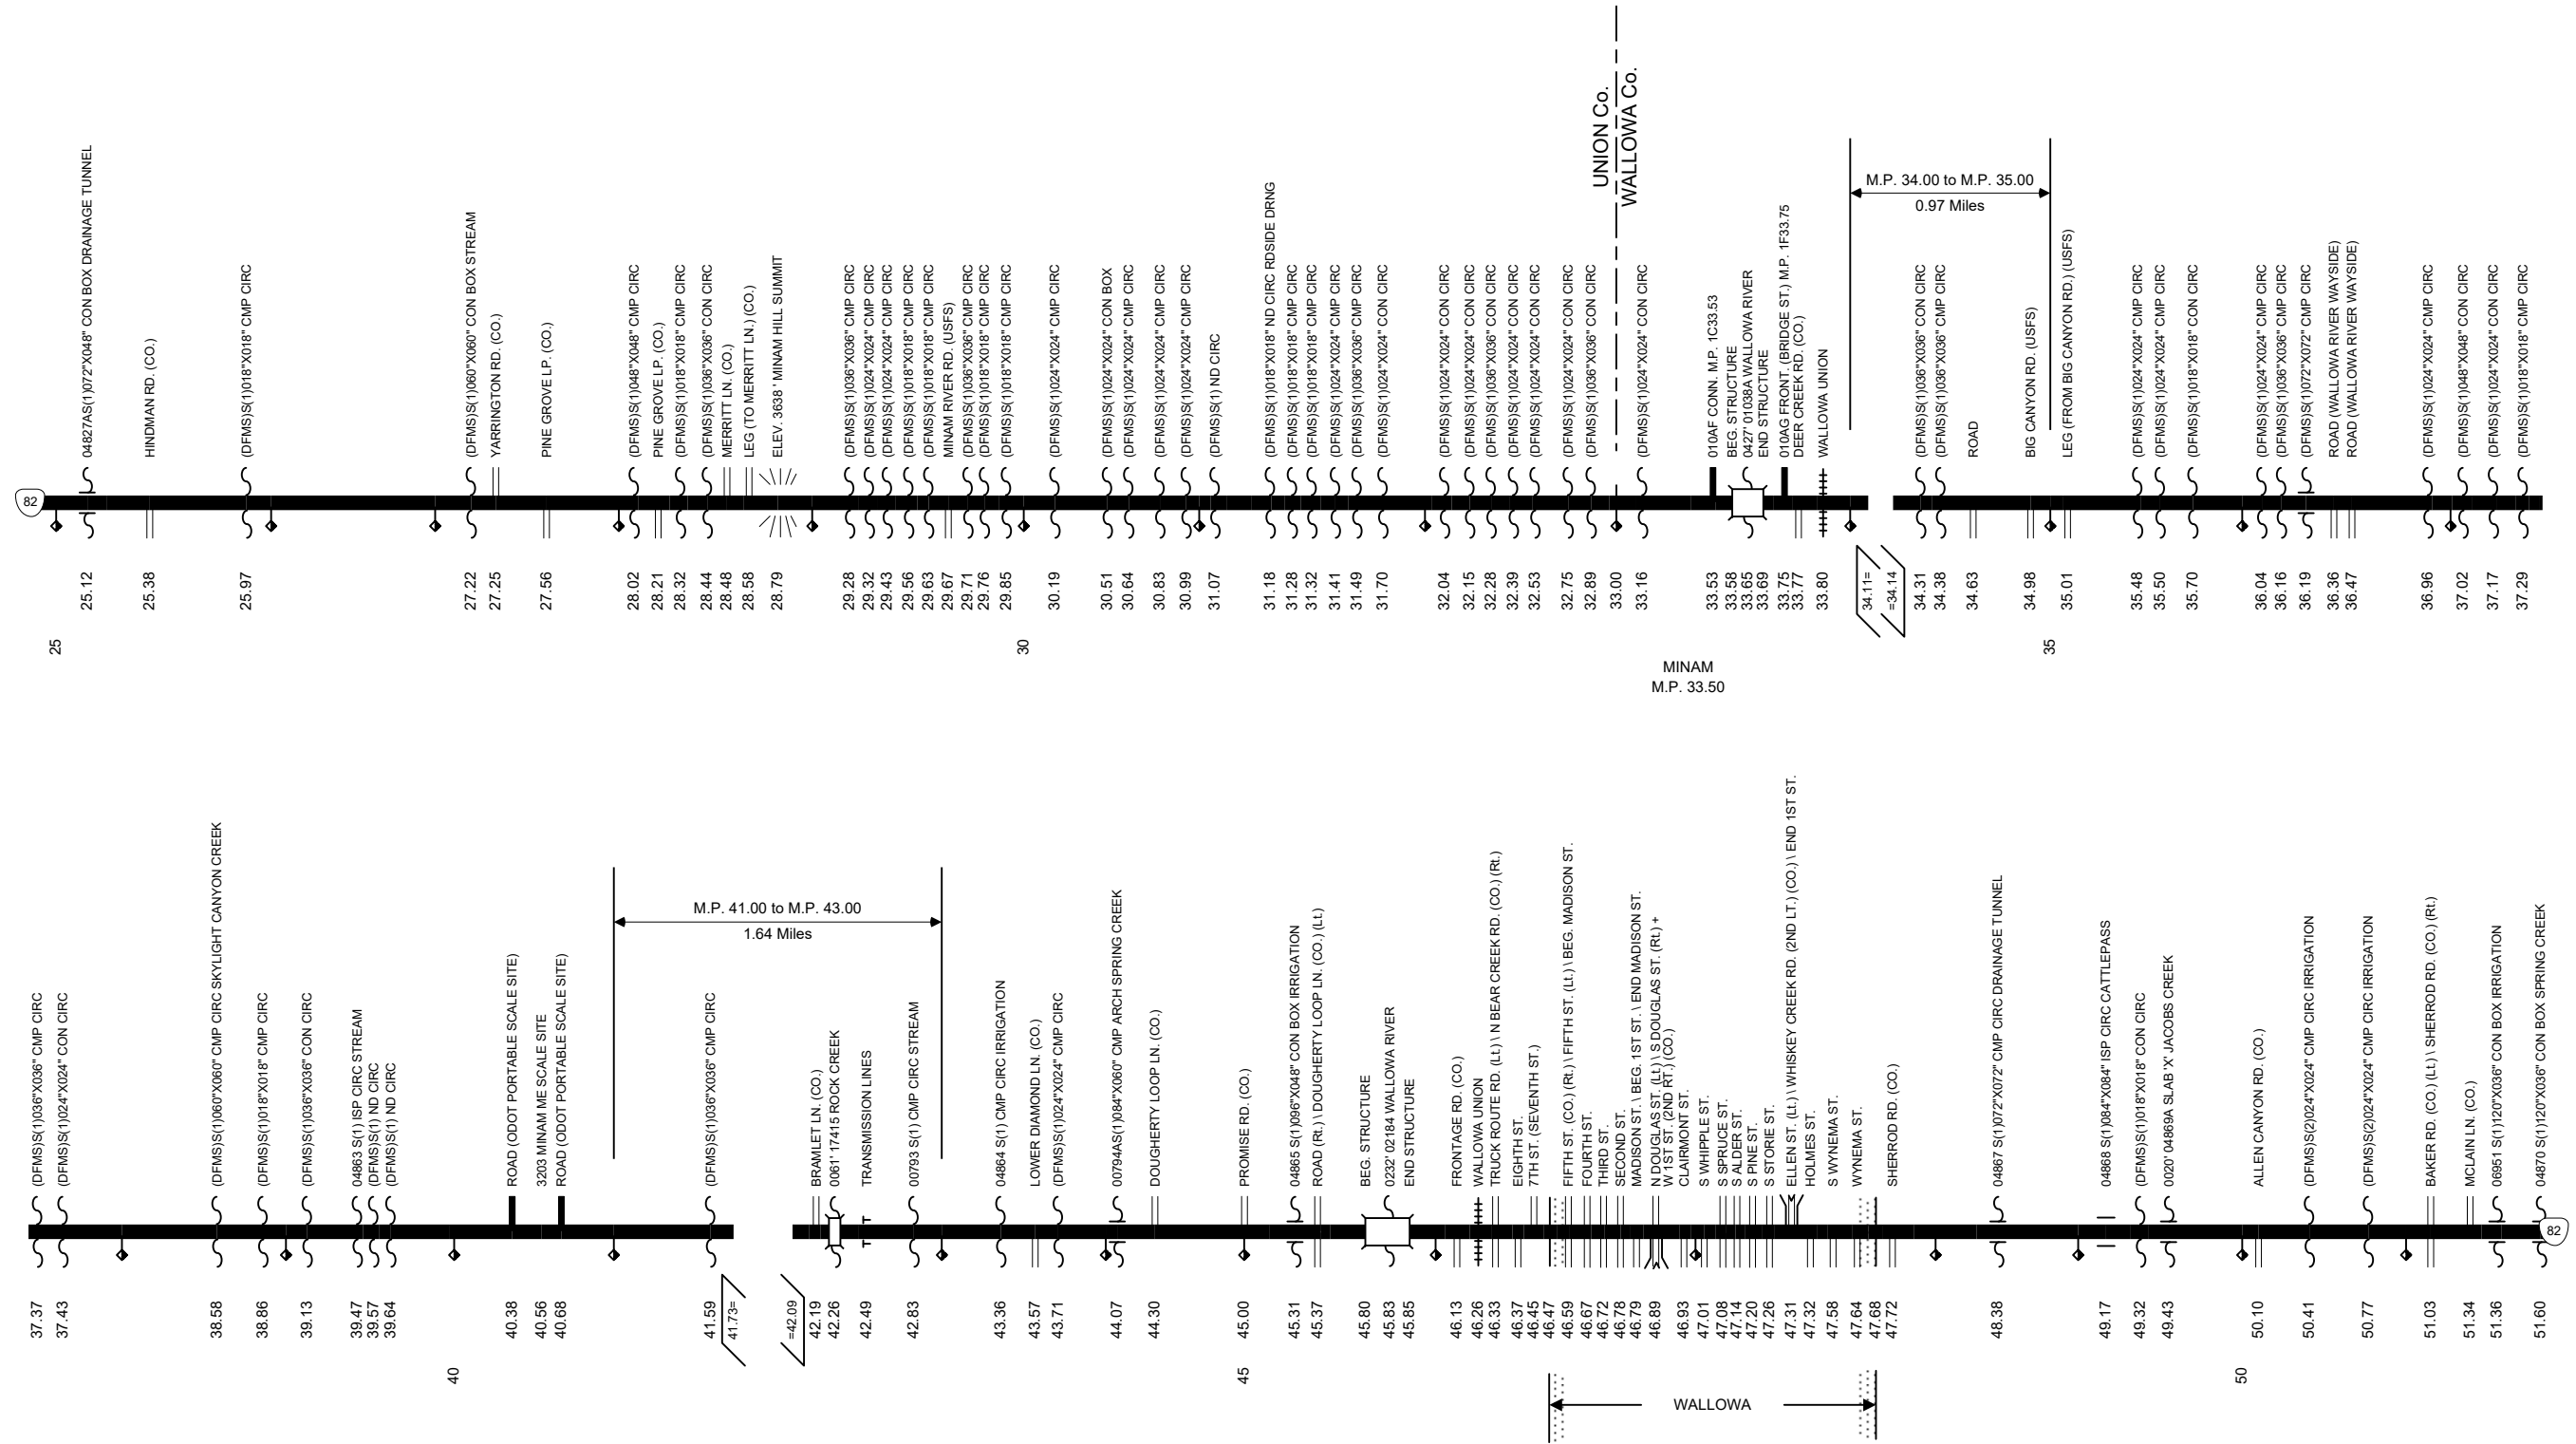 UNION Co.
WALLOWA Co.
M.P. 34.00 to M.P. 35.00
0.97 Miles
82
04827AS(1)072"X048" CON BOX DRAINAGE TUNNEL
HINDMAN RD. (CO.)
(DFMS)S(1)018"X018" CMP CIRC
(DFMS)S(1)060"X060" CON BOX STREAM
YARRINGTON RD. (CO.)
PINE GROVE LP. (CO.)
(DFMS)S(1)048"X048" CMP CIRC
PINE GROVE LP. (CO.)
(DFMS)S(1)018"X018" CMP CIRC
(DFMS)S(1)036"X036" CON CIRC
MERRITT LN. (CO.)
LEG (TO MERRITT LN.) (CO.)
ELEV. 3638 ' MINAM HILL SUMMIT
(DFMS)S(1)036"X036" CMP CIRC
(DFMS)S(1)024"X024" CMP CIRC
(DFMS)S(1)024"X024" CMP CIRC
(DFMS)S(1)018"X018" CMP CIRC
(DFMS)S(1)018"X018" CMP CIRC
MINAM RIVER RD. (USFS)
(DFMS)S(1)036"X036" CMP CIRC
(DFMS)S(1)018"X018" CMP CIRC
(DFMS)S(1)018"X018" CMP CIRC
(DFMS)S(1)024"X024" CMP CIRC
(DFMS)S(1)024"X024" CON BOX
(DFMS)S(1)024"X024" CMP CIRC
(DFMS)S(1)024"X024" CMP CIRC
(DFMS)S(1)024"X024" CMP CIRC
(DFMS)S(1) ND CIRC
(DFMS)S(1)018"X018" ND CIRC RDSIDE DRNG
(DFMS)S(1)018"X018" CMP CIRC
(DFMS)S(1)018"X018" CMP CIRC
(DFMS)S(1)024"X024" CMP CIRC
(DFMS)S(1)036"X036" CMP CIRC
(DFMS)S(1)024"X024" CON CIRC
(DFMS)S(1)024"X024" CON CIRC
(DFMS)S(1)024"X024" CMP CIRC
(DFMS)S(1)036"X036" CMP CIRC
(DFMS)S(1)024"X024" CMP CIRC
(DFMS)S(1)024"X024" CON CIRC
(DFMS)S(1)018"X018" CMP CIRC
(DFMS)S(1)036"X036" CON CIRC
(DFMS)S(1)024"X024" CON CIRC
010AF CONN. M.P. 1C33.53
BEG. STRUCTURE
0427' 01038A WALLOWA RIVER
END STRUCTURE
010AG FRONT. (BRIDGE ST.) M.P. 1F33.75
DEER CREEK RD. (CO.)
WALLOWA UNION
(DFMS)S(1)036"X036" CON CIRC
(DFMS)S(1)036"X036" CMP CIRC
ROAD
BIG CANYON RD. (USFS)
LEG (FROM BIG CANYON RD.) (USFS)
(DFMS)S(1)024"X024" CMP CIRC
(DFMS)S(1)024"X024" CMP CIRC
(DFMS)S(1)018"X018" CON CIRC
(DFMS)S(1)024"X024" CMP CIRC
(DFMS)S(1)036"X036" CMP CIRC
(DFMS)S(1)072"X072" CMP CIRC
ROAD (WALLOWA RIVER WAYSIDE)
ROAD (WALLOWA RIVER WAYSIDE)
(DFMS)S(1)024"X024" CMP CIRC
(DFMS)S(1)048"X048" CON CIRC
(DFMS)S(1)024"X024" CON CIRC
(DFMS)S(1)018"X018" CMP CIRC
25.12
25.38
25.97
27.22
27.25
27.56
28.02
28.21
28.32
28.44
28.48
28.58
28.79
29.28
29.32
29.43
29.56
29.63
29.67
29.71
29.76
29.85
30.19
30.51
30.64
30.83
30.99
31.07
31.18
31.28
31.32
31.41
31.49
31.70
32.04
32.15
32.28
32.39
32.53
32.75
32.89
33.00
33.16
33.53
33.58
33.65
33.69
33.75
33.77
33.80
34.11=
=34.14
34.31
34.38
34.63
34.98
35.01
35.48
35.50
35.70
36.04
36.16
36.19
36.36
36.47
36.96
37.02
37.17
37.29
25
30
35
MINAM
M.P. 33.50
M.P. 41.00 to M.P. 43.00
1.64 Miles
(DFMS)S(1)036"X036" CMP CIRC
(DFMS)S(1)024"X024" CON CIRC
(DFMS)S(1)060"X060" CMP CIRC SKYLIGHT CANYON CREEK
(DFMS)S(1)018"X018" CMP CIRC
(DFMS)S(1)036"X036" CON CIRC
04863 S(1) ISP CIRC STREAM
(DFMS)S(1) ND CIRC
(DFMS)S(1) ND CIRC
ROAD (ODOT PORTABLE SCALE SITE)
3203 MINAM ME SCALE SITE
ROAD (ODOT PORTABLE SCALE SITE)
(DFMS)S(1)036"X036" CMP CIRC
BRAMLET LN. (CO.)
0061' 17415 ROCK CREEK
TRANSMISSION LINES
00793 S(1) CMP CIRC STREAM
04864 S(1) CMP CIRC IRRIGATION
LOWER DIAMOND LN. (CO.)
(DFMS)S(1)024"X024" CMP CIRC
00794AS(1)084"X060" CMP ARCH SPRING CREEK
DOUGHERTY LOOP LN. (CO.)
PROMISE RD. (CO.)
04865 S(1)096"X048" CON BOX IRRIGATION
ROAD (Rt.) \ DOUGHERTY LOOP LN. (CO.) (Lt.)
BEG. STRUCTURE
0232' 02184 WALLOWA RIVER
END STRUCTURE
FRONTAGE RD. (CO.)
WALLOWA UNION
TRUCK ROUTE RD. (Lt.) \ N BEAR CREEK RD. (CO.) (Rt.)
EIGHTH ST.
7TH ST. (SEVENTH ST.)
FIFTH ST. (CO.) (Rt.) \ FIFTH ST. (Lt.) \ BEG. MADISON ST.
FOURTH ST.
THIRD ST.
SECOND ST.
MADISON ST. \ BEG. 1ST ST. \ END MADISON ST.
N DOUGLAS ST. (Lt.) \ S DOUGLAS ST. (Rt.) +
W 1ST ST. (2ND RT.) (CO.)
CLAIRMONT ST.
S WHIPPLE ST.
S SPRUCE ST.
S ALDER ST.
S PINE ST.
S STORIE ST.
ELLEN ST. (Lt.) \ WHISKEY CREEK RD. (2ND LT.) (CO.) \ END 1ST ST.
HOLMES ST.
S WYNEMA ST.
WYNEMA ST.
SHERROD RD. (CO.)
04867 S(1)072"X072" CMP CIRC DRAINAGE TUNNEL
04868 S(1)084"X084" ISP CIRC CATTLEPASS
(DFMS)S(1)018"X018" CON CIRC
0020' 04869A SLAB 'X' JACOBS CREEK
ALLEN CANYON RD. (CO.)
(DFMS)S(2)024"X024" CMP CIRC IRRIGATION
(DFMS)S(2)024"X024" CMP CIRC IRRIGATION
BAKER RD. (CO.) (Lt.) \ SHERROD RD. (CO.) (Rt.)
MCLAIN LN. (CO.)
06951 S(1)120"X036" CON BOX IRRIGATION
04870 S(1)120"X036" CON BOX SPRING CREEK
82
37.37
37.43
38.58
38.86
39.13
39.47
39.57
39.64
40.38
40.56
40.68
41.59
41.73=
=42.09
42.19
42.26
42.49
42.83
43.36
43.57
43.71
44.07
44.30
45.00
45.31
45.37
45.80
45.83
45.85
46.13
46.26
46.33
46.37
46.45
46.47
46.59
46.67
46.72
46.78
46.79
46.89
46.93
47.01
47.08
47.14
47.20
47.26
47.31
47.32
47.58
47.64
47.68
47.72
48.38
49.17
49.32
49.43
50.10
50.41
50.77
51.03
51.34
51.36
51.60
40
45
50
WALLOWA